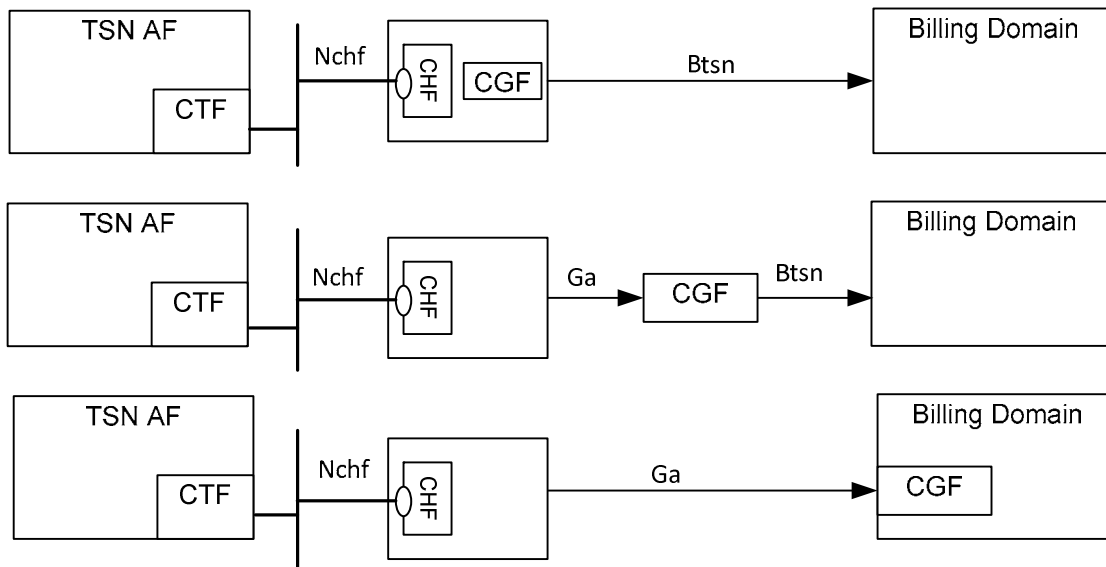 TSN AF
CTF
Nchf
CHF
CGF
Btsn
Billing Domain
TSN AF
CTF
Nchf
CHF
Ga
CGF
Btsn
Billing Domain
TSN AF
CTF
Nchf
CHF
Ga
Billing Domain
CGF